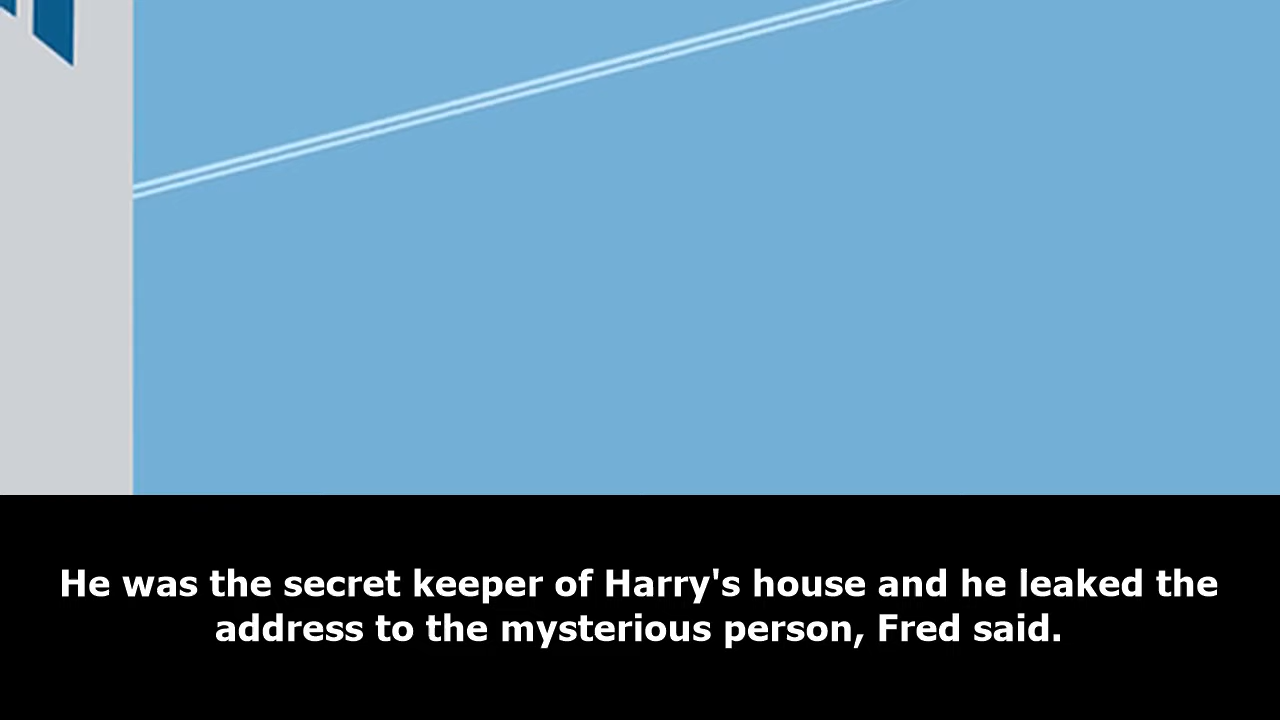 He was the secret keeper of Harry's house and he leaked the
address to the mysterious person, Fred said.